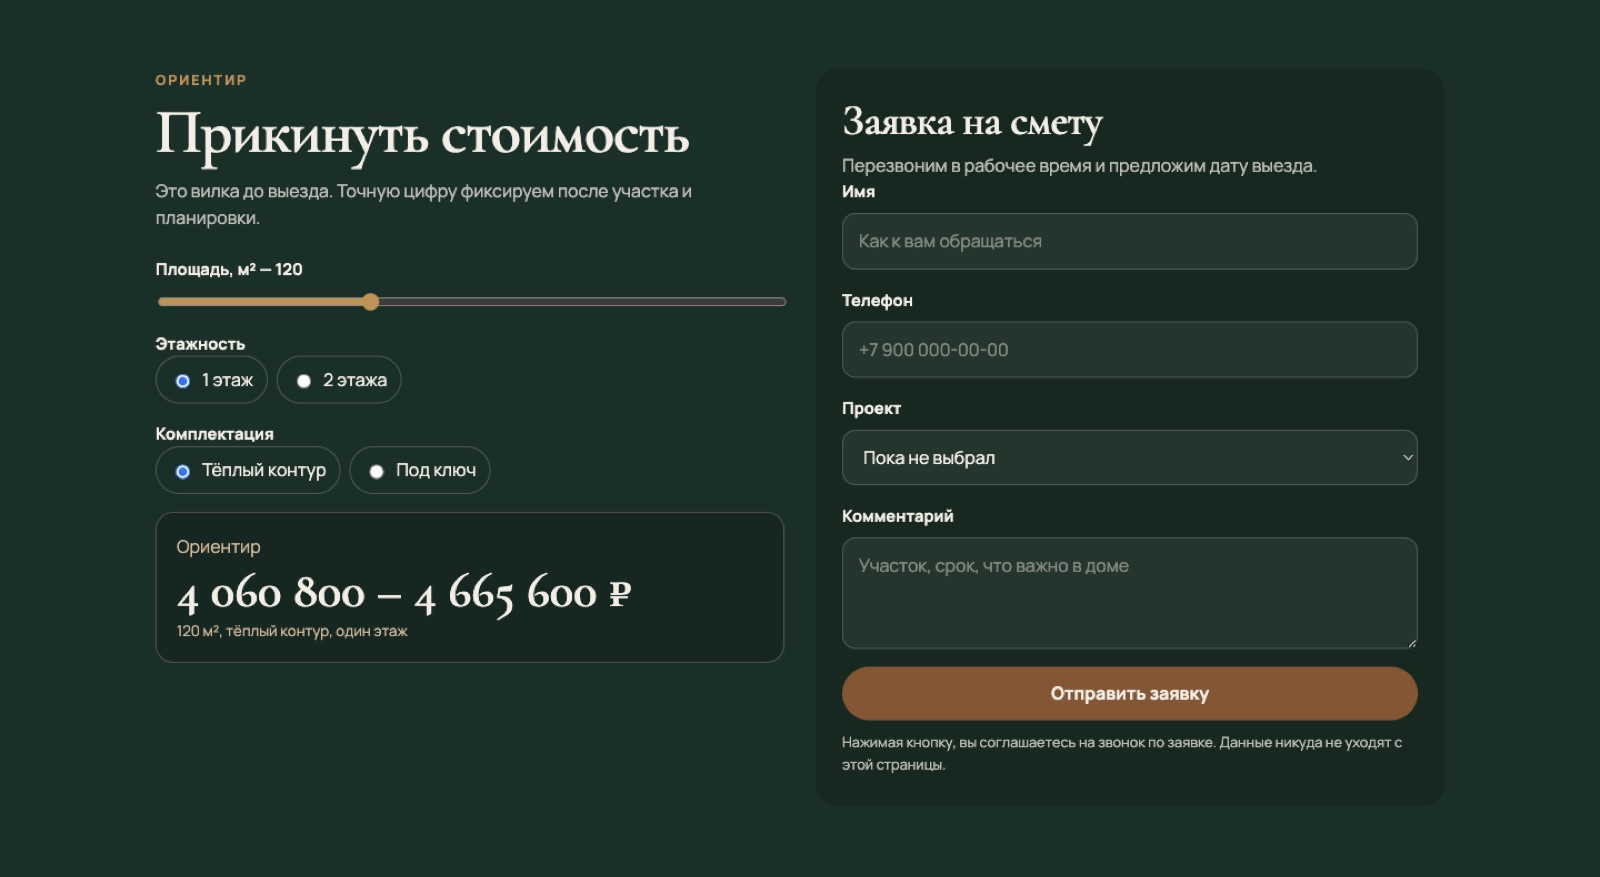 ОРИЕНТИР
Прикинуть стоимость
Это вилка до выезда. Точную цифру фиксируем после участка и
планировки.
Площадь, м² — 120
Этажность
1 этаж
2 этажа
Комплектация
Тёплый контур
Под ключ
Ориентир
4 060 800 — 4 665 600 ₽
120 м², тёплый контур, один этаж
Заявка на смету
Перезвоним в рабочее время и предложим дату выезда.
Имя
Как к вам обращаться
Телефон
+7 900 000-00-00
Проект
Пока не выбрал
Комментарий
Участок, срок, что важно в доме
Отправить заявку
Нажимая кнопку, вы соглашаетесь на звонок по заявке. Данные никуда не уходят с
этой страницы.